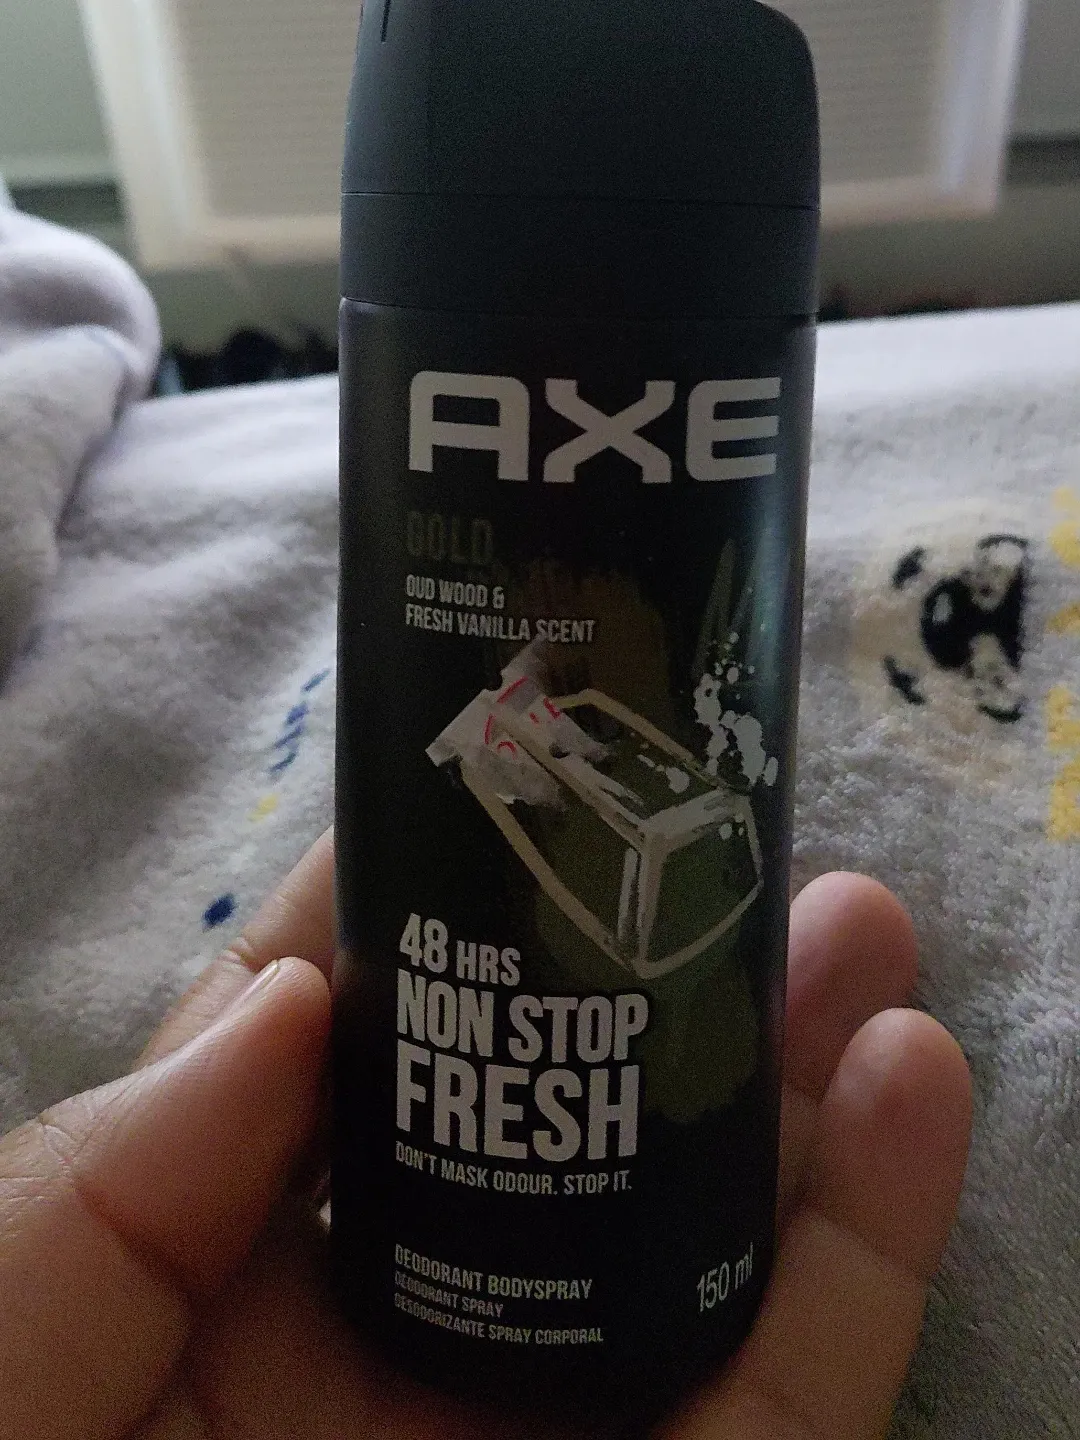 AXE
GOLD
OUD WOOD &
FRESH VANILLA SCENT
48 HRS
NON STOP
FRESH
DON'T MASK ODOUR. STOP IT.
DEODORANT BODYSPRAY
DEODORANT SPRAY
DESODORIZANTE SPRAY CORPORAL
150 ml